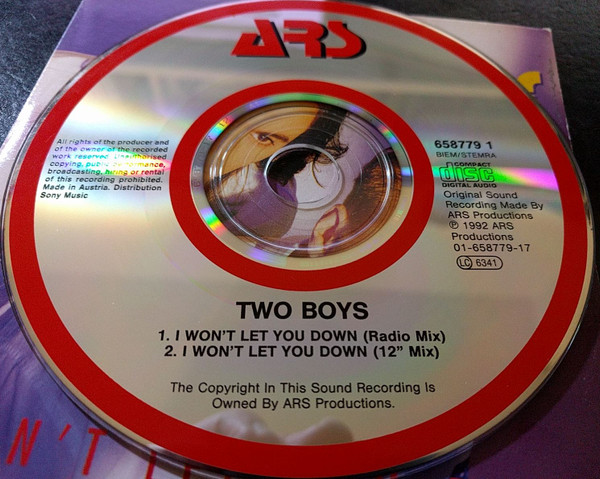 ARS
All rights of the producer and
of the owner of the recorded
work reserved. Unauthorised
copying, public performance,
broadcasting, hiring or rental
of this recording prohibited.
Made in Austria. Distribution
Sony Music
658779 1
BIEM/STEMRA
COMPACT
disc
DIGITAL AUDIO
Original Sound
Recording Made By
ARS Productions
℗ 1992 ARS
Productions
01-658779-17
LC 6341
TWO BOYS
1. I WON'T LET YOU DOWN (Radio Mix)
2. I WON'T LET YOU DOWN (12" Mix)
The Copyright In This Sound Recording Is
Owned By ARS Productions.
N'T